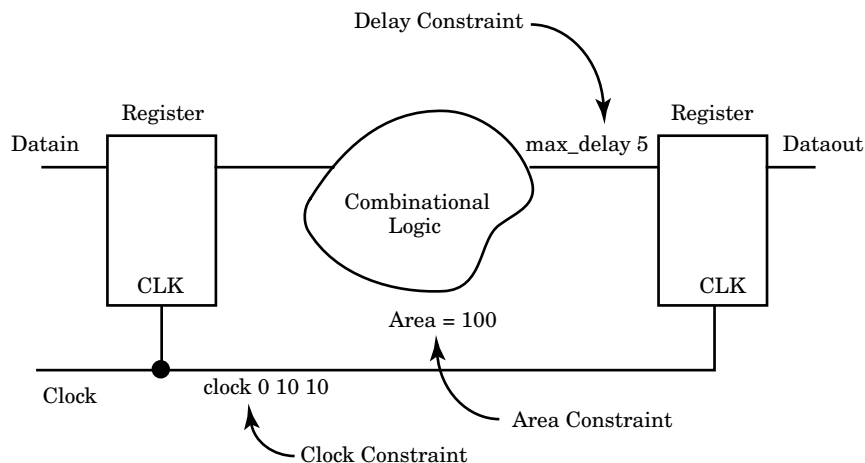 Delay Constraint
Register
Register
Datain
max_delay 5
Dataout
Combinational
Logic
CLK
CLK
Area = 100
Clock
clock 0 10 10
Area Constraint
Clock Constraint